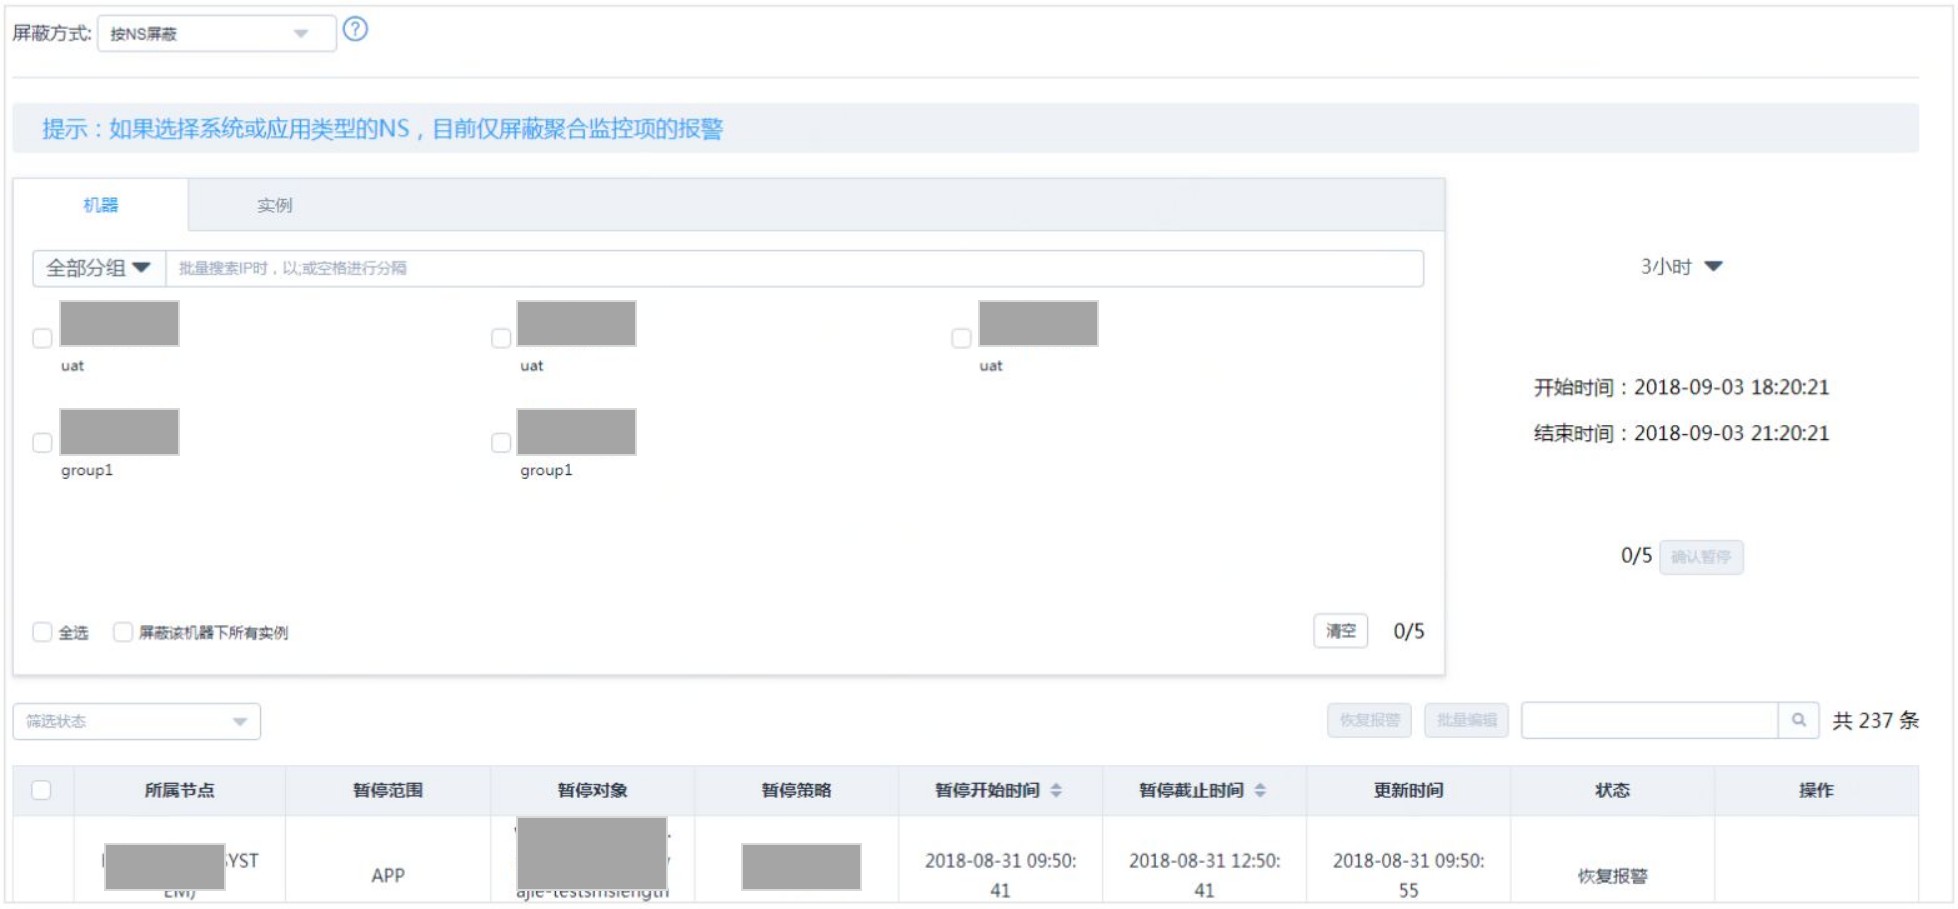 屏蔽方式: 按NS屏蔽 ?
提示：如果选择系统或应用类型的NS，目前仅屏蔽聚合监控项的报警
机器 实例
全部分组 批量搜索IP时，以;或空格进行分隔
3小时
uat uat uat
开始时间：2018-09-03 18:20:21
结束时间：2018-09-03 21:20:21
group1 group1
0/5 确认暂停
全选 屏蔽该机器下所有实例 清空 0/5
筛选状态 恢复报警 批量编辑 共 237 条
所属节点 暂停范围 暂停对象 暂停策略 暂停开始时间 暂停截止时间 更新时间 状态 操作
YST 2018-08-31 09:50: 2018-08-31 12:50: 2018-08-31 09:50:
APP 恢复报警
EM) ajie-testsmslength 41 41 55